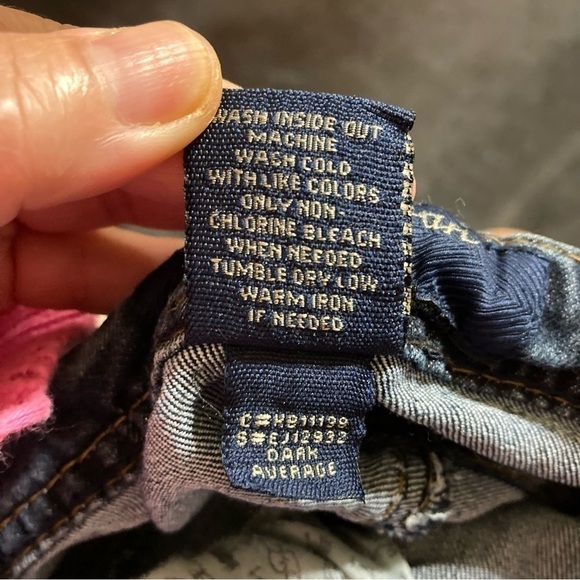 WASH INSIDE OUT
MACHINE
WASH COLD
WITH LIKE COLORS
ONLY NON-
CHLORINE BLEACH
WHEN NEEDED
TUMBLE DRY LOW
WARM IRON
IF NEEDED
C#KB11199
S#EJ12932
DARK
AVERAGE